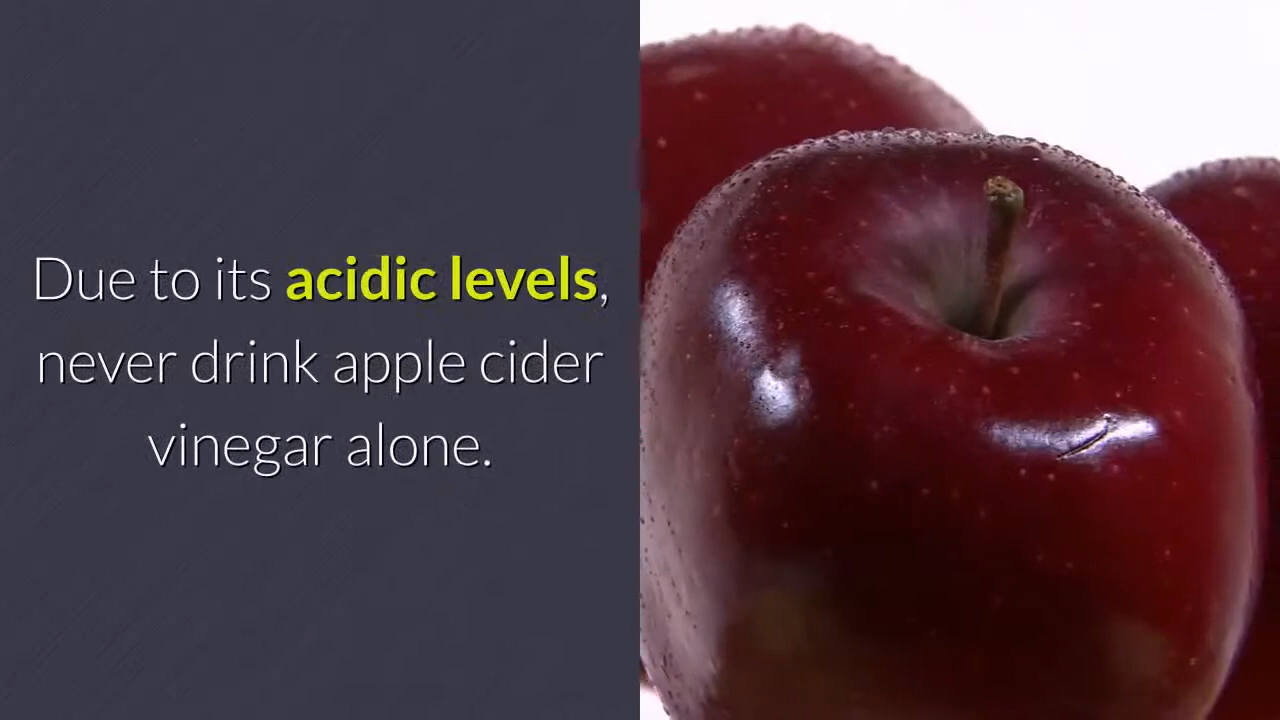 Due to its acidic levels,
never drink apple cider
vinegar alone.